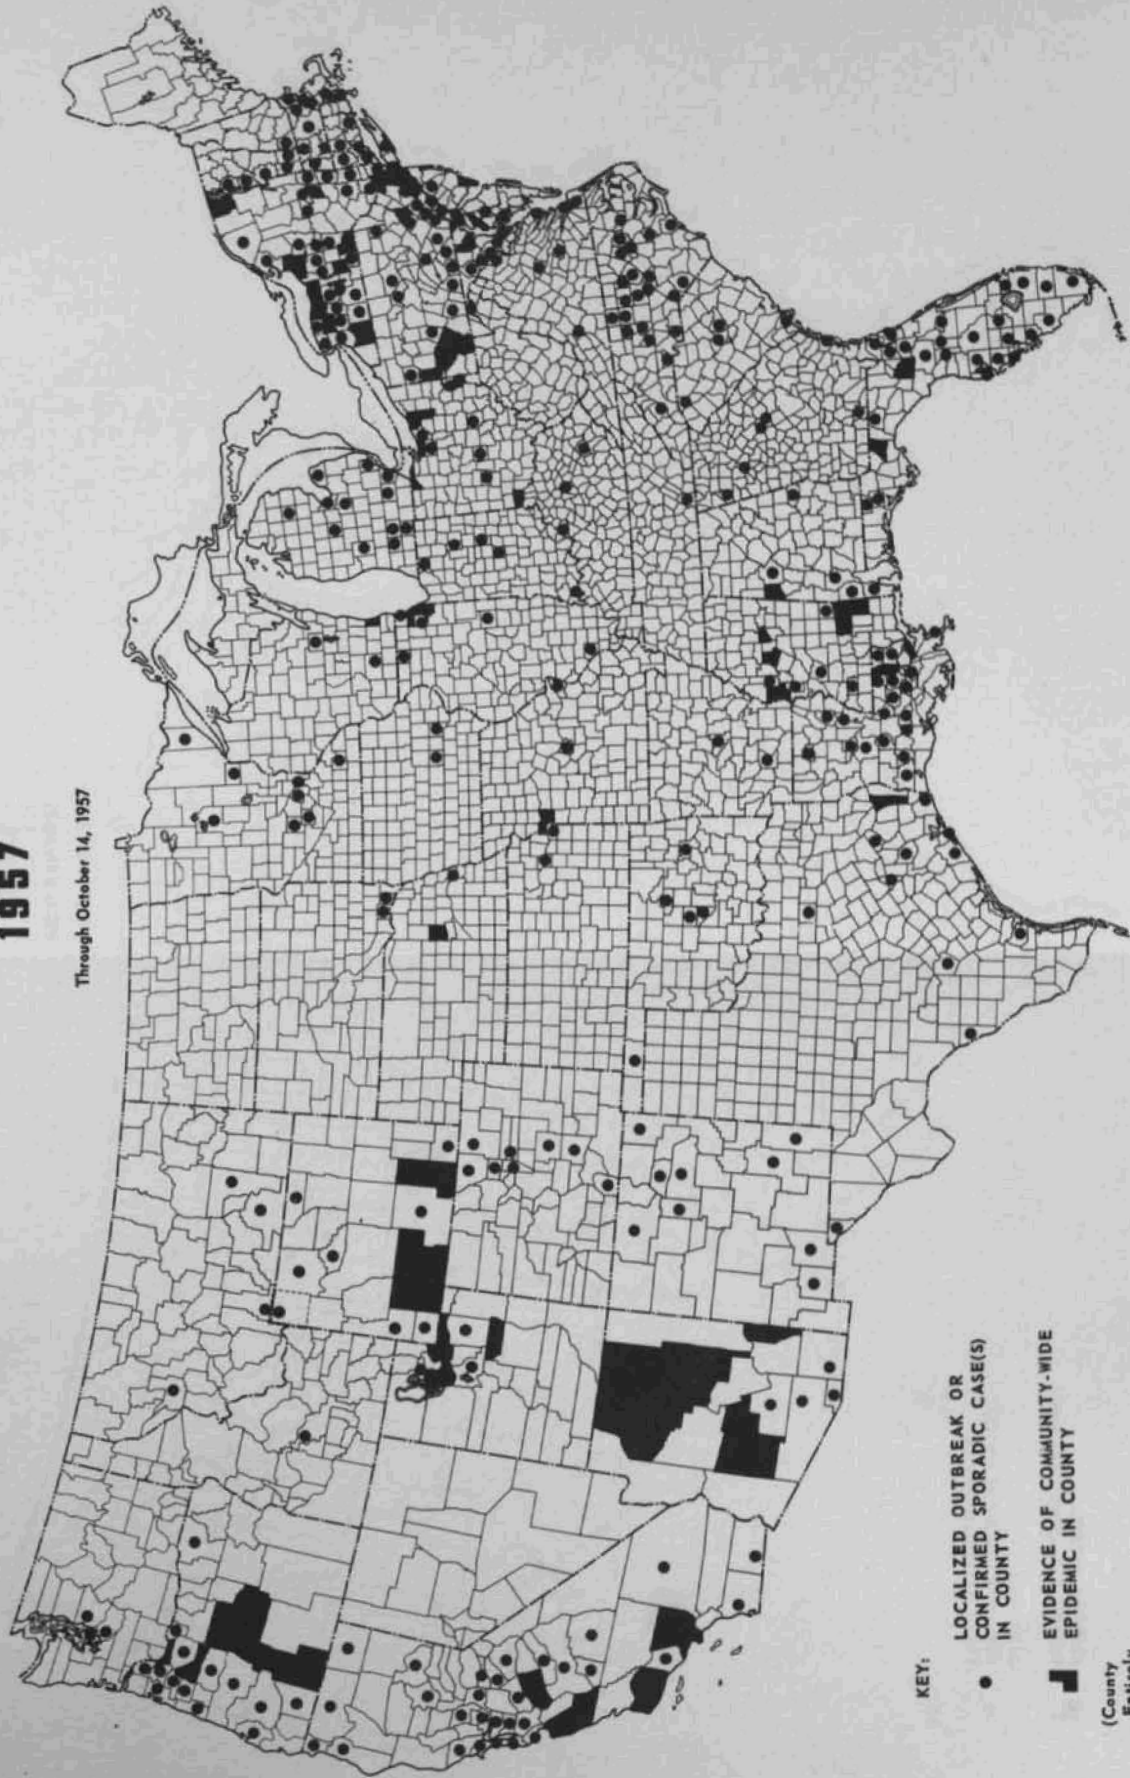 1957
Through October 14, 1957
KEY:
LOCALIZED OUTBREAK OR
CONFIRMED SPORADIC CASE(S)
IN COUNTY
EVIDENCE OF COMMUNITY-WIDE
EPIDEMIC IN COUNTY
(County